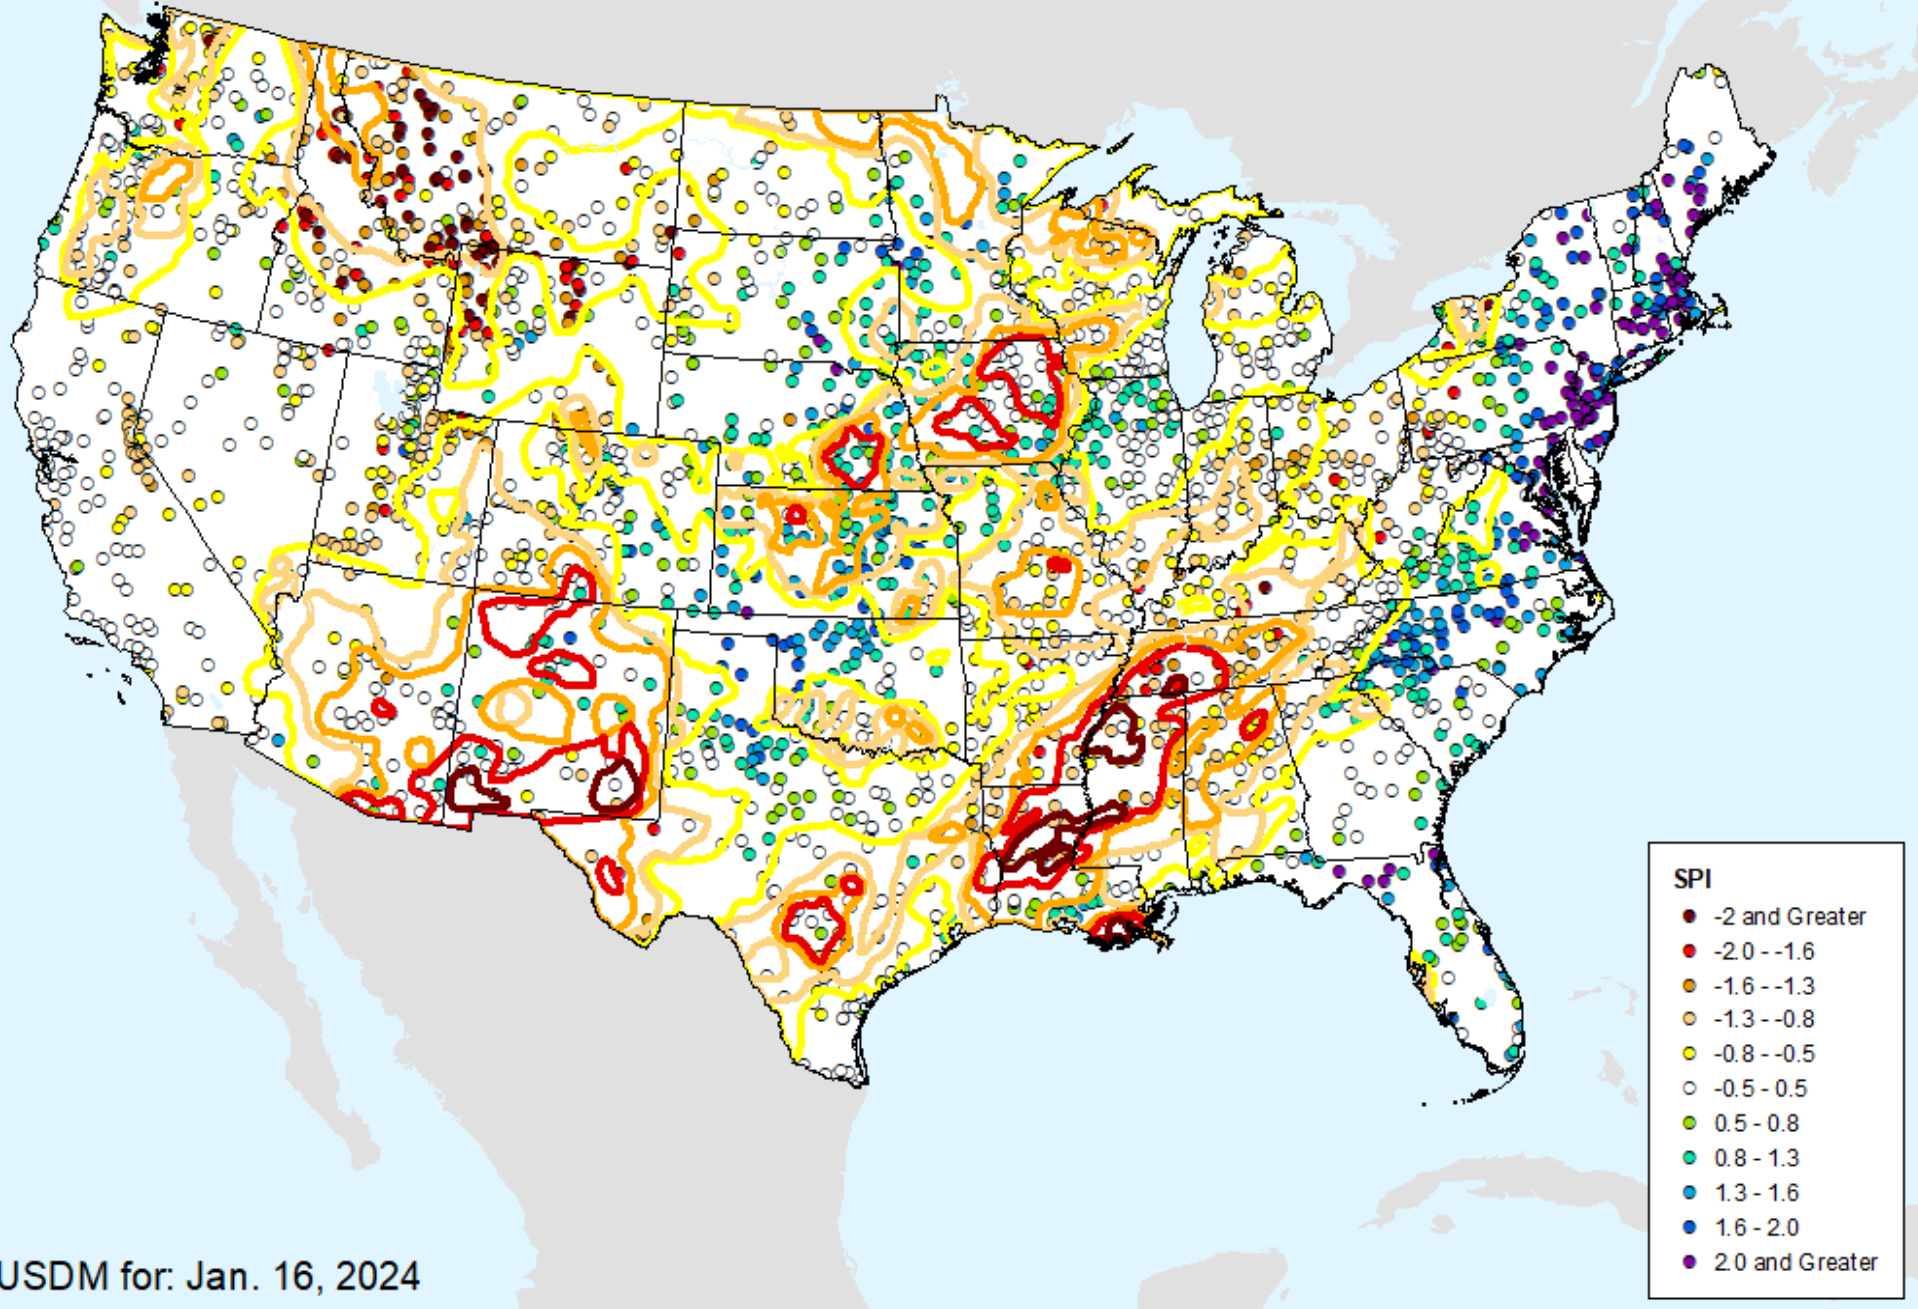 SPI
-2 and Greater
-2.0 - -1.6
-1.6 - -1.3
-1.3 - -0.8
-0.8 - -0.5
-0.5 - 0.5
0.5 - 0.8
0.8 - 1.3
1.3 - 1.6
1.6 - 2.0
2.0 and Greater
USDM for: Jan. 16, 2024